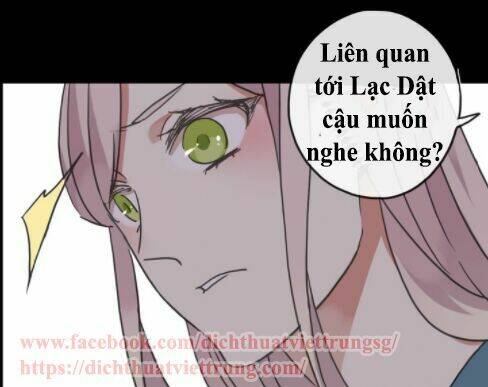 Liên quan
tới Lạc Dật
cậu muốn
nghe không?
www.facebook.com/dichthuatviettrungsg/
https://dichthuatviettrung.com/